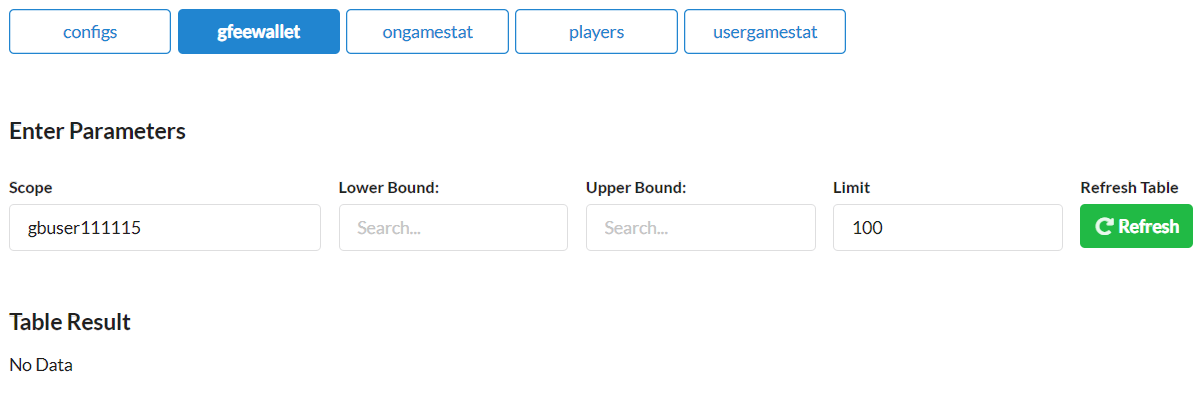 configs gfeewallet ongamestat players usergamestat
Enter Parameters
Scope Lower Bound: Upper Bound: Limit Refresh Table
gbuser111115 Search... Search... 100 Refresh
Table Result
No Data